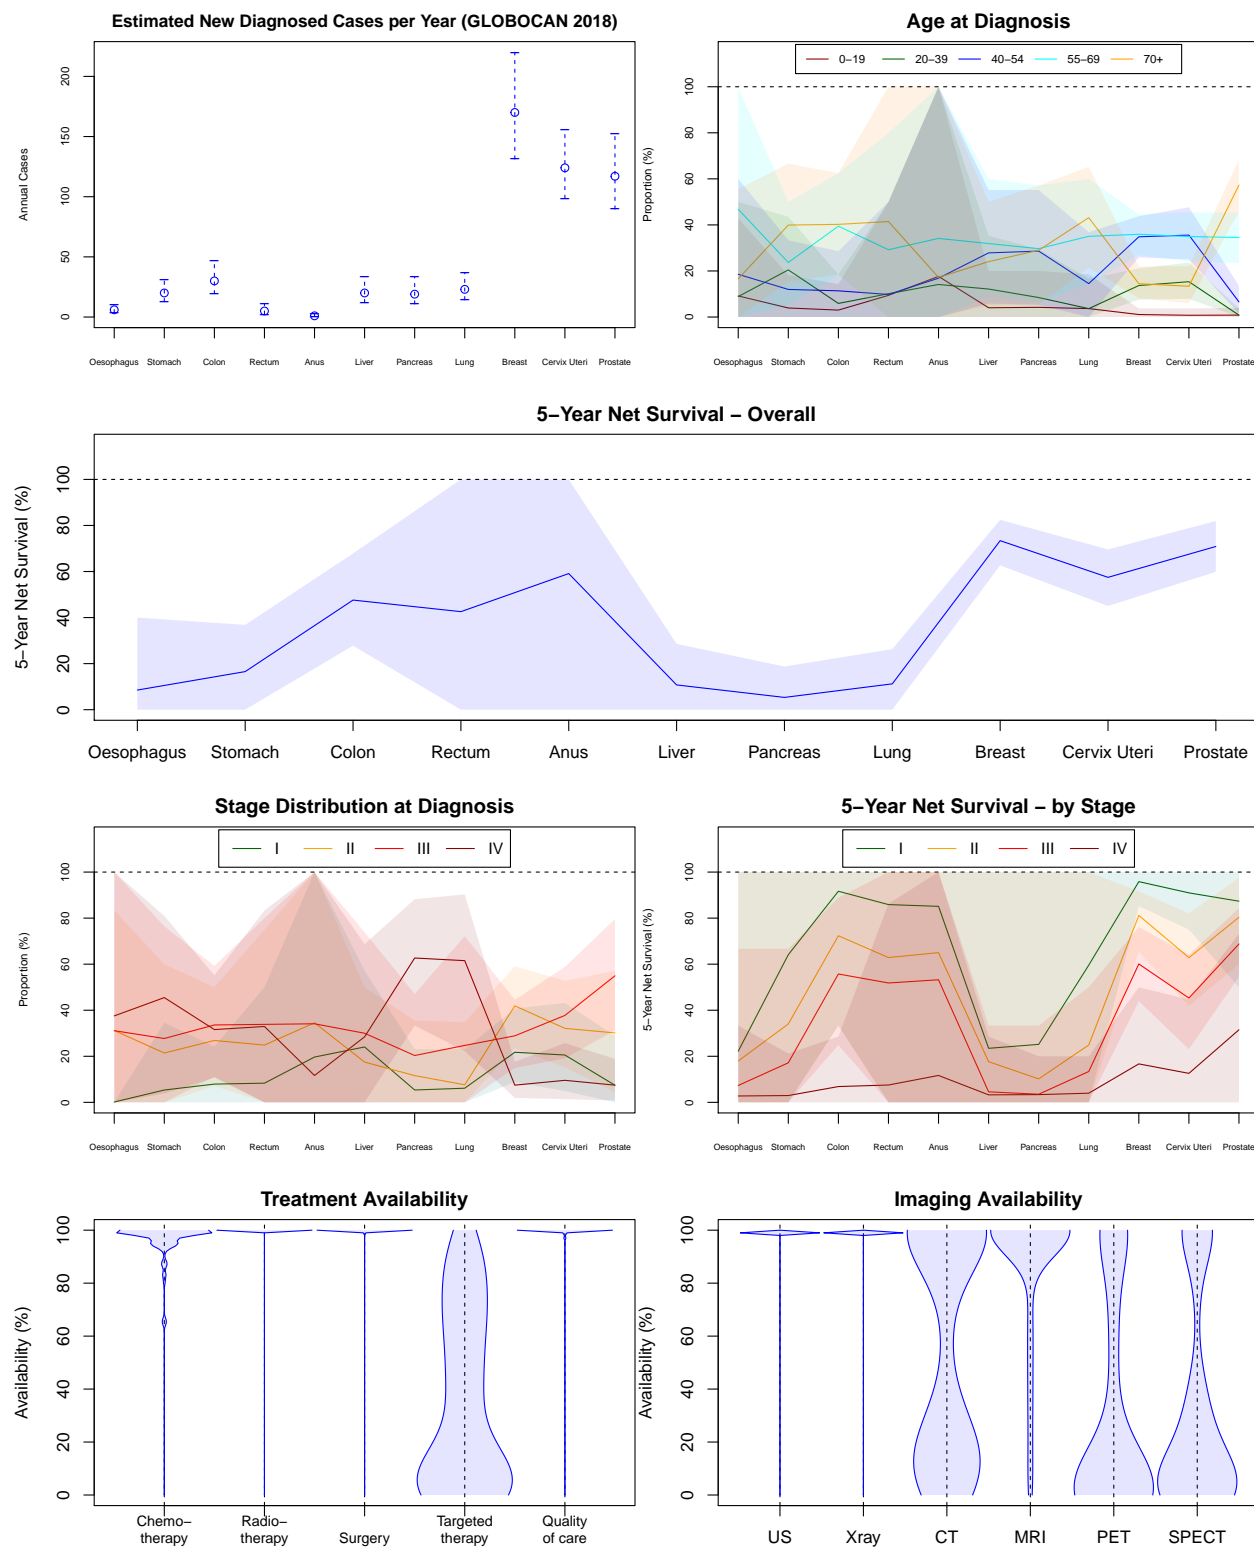 Estimated New Diagnosed Cases per Year (GLOBOCAN 2018)
Annual Cases
0
50
100
150
200
Oesophagus Stomach Colon Rectum Anus Liver Pancreas Lung Breast Cervix Uteri Prostate
Age at Diagnosis
0−19 20−39 40−54 55−69 70+
Proportion (%)
0
20
40
60
80
100
Oesophagus Stomach Colon Rectum Anus Liver Pancreas Lung Breast Cervix Uteri Prostate
5−Year Net Survival − Overall
5−Year Net Survival (%)
0
20
40
60
80
100
Oesophagus Stomach Colon Rectum Anus Liver Pancreas Lung Breast Cervix Uteri Prostate
Stage Distribution at Diagnosis
I II III IV
Proportion (%)
0
20
40
60
80
100
Oesophagus Stomach Colon Rectum Anus Liver Pancreas Lung Breast Cervix Uteri Prostate
5−Year Net Survival − by Stage
I II III IV
5−Year Net Survival (%)
0
20
40
60
80
100
Oesophagus Stomach Colon Rectum Anus Liver Pancreas Lung Breast Cervix Uteri Prostate
Treatment Availability
Availability (%)
0
20
40
60
80
100
Chemo−
therapy
Radio−
therapy
Surgery
Targeted
therapy
Quality
of care
Imaging Availability
Availability (%)
0
20
40
60
80
100
US Xray CT MRI PET SPECT